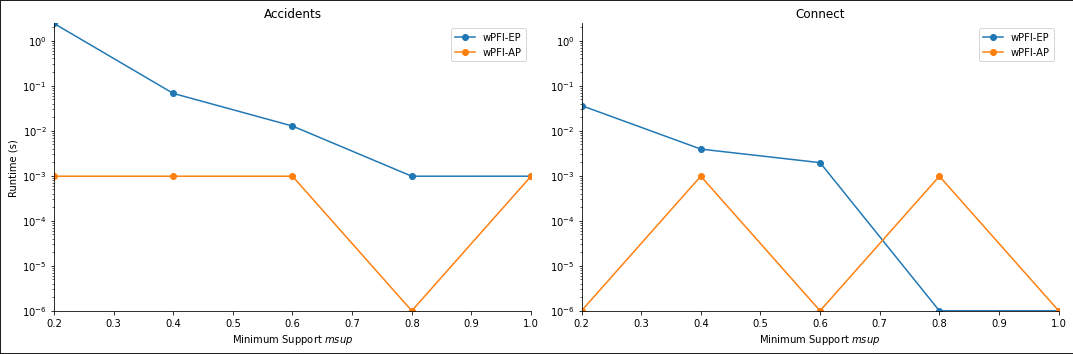 Accidents
wPFI-EP
wPFI-AP
10⁰
10⁻¹
10⁻²
10⁻³
10⁻⁴
10⁻⁵
10⁻⁶
Runtime (s)
0.2 0.3 0.4 0.5 0.6 0.7 0.8 0.9 1.0
Minimum Support msup
Connect
wPFI-EP
wPFI-AP
10⁰
10⁻¹
10⁻²
10⁻³
10⁻⁴
10⁻⁵
10⁻⁶
0.2 0.3 0.4 0.5 0.6 0.7 0.8 0.9 1.0
Minimum Support msup